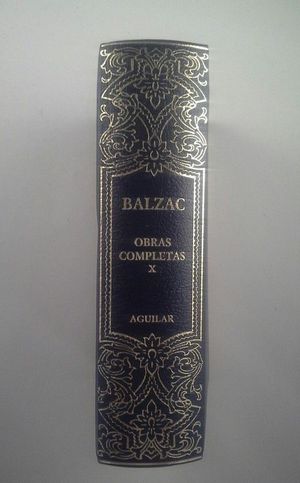 BALZAC
OBRAS
COMPLETAS
X
AGUILAR